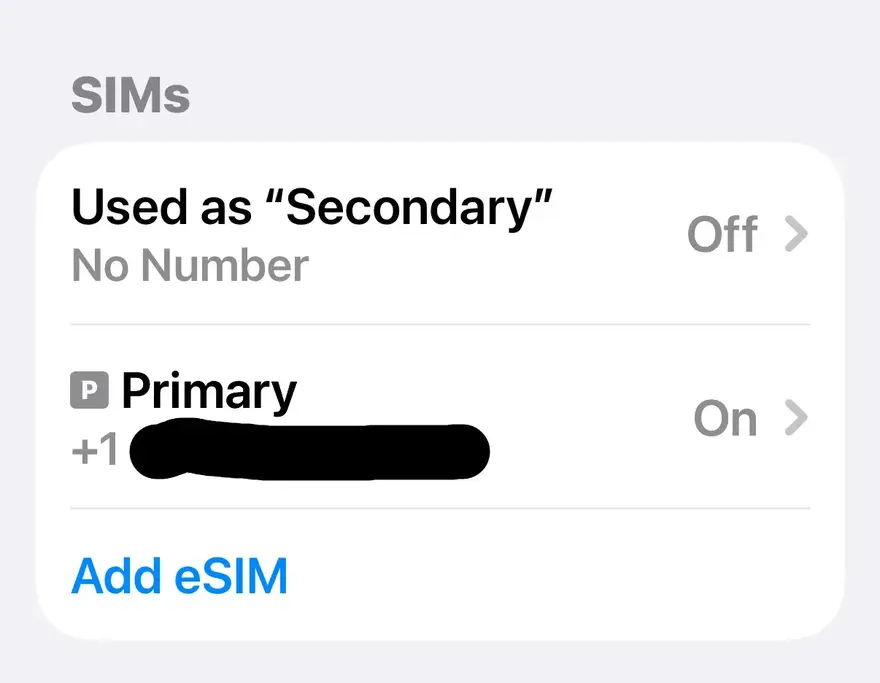 SIMs
Used as “Secondary”
Off
No Number
P Primary
On
+1
Add eSIM